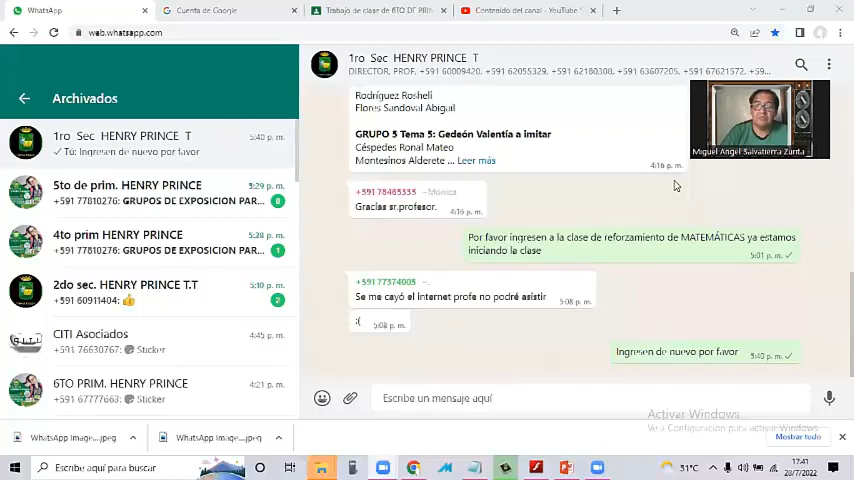 WhatsApp
Cuenta de Google
Trabajo de clase de 6TO DE PRIM
Contenido del canal - YouTube S
web.whatsapp.com
Archivados
1ro Sec HENRY PRINCE T
5:40 p. m.
Tú: Ingresen de nuevo por favor
5to de prim. HENRY PRINCE
5:29 p. m.
+591 77810276: GRUPOS DE EXPOSICION PAR...
8
4to prim HENRY PRINCE
5:28 p. m.
+591 77810276: GRUPOS DE EXPOSICION PAR...
1
2do sec. HENRY PRINCE T.T
5:10 p. m.
+591 60911404: 👍
2
CITI Asociados
4:45 p. m.
+591 76630767: Sticker
6TO PRIM. HENRY PRINCE
4:21 p. m.
+591 67777663: Sticker
1ro Sec HENRY PRINCE T
DIRECTOR, PROF, +591 60009420, +591 62055329, +591 62180308, +591 63607205, +591 67621572, +59...
Rodríguez Rosheli
Flores Sandoval Abigail
GRUPO 5 Tema 5: Gedeón Valentía a imitar
Céspedes Ronal Mateo
Montesinos Alderete ... Leer más
4:16 p. m.
Miguel Angel Salvatierra Zurita
+591 78465335 ~Mónica
Gracias sr.profesor.
4:16 p. m.
Por favor ingresen a la clase de reforzamiento de MATEMÁTICAS ya estamos
iniciando la clase
5:01 p. m.
+591 77374005 ~.
Se me cayó el internet profe no podré asistir
5:08 p. m.
:(
5:08 p. m.
Ingresen de nuevo por favor
5:40 p. m.
Escribe un mensaje aquí
Activar Windows
Ve a Configuración para activar Windows.
WhatsApp Image....jpeg
WhatsApp Image....jpeg
Mostrar todo
Escribe aquí para buscar
31°C
17:41
28/7/2022